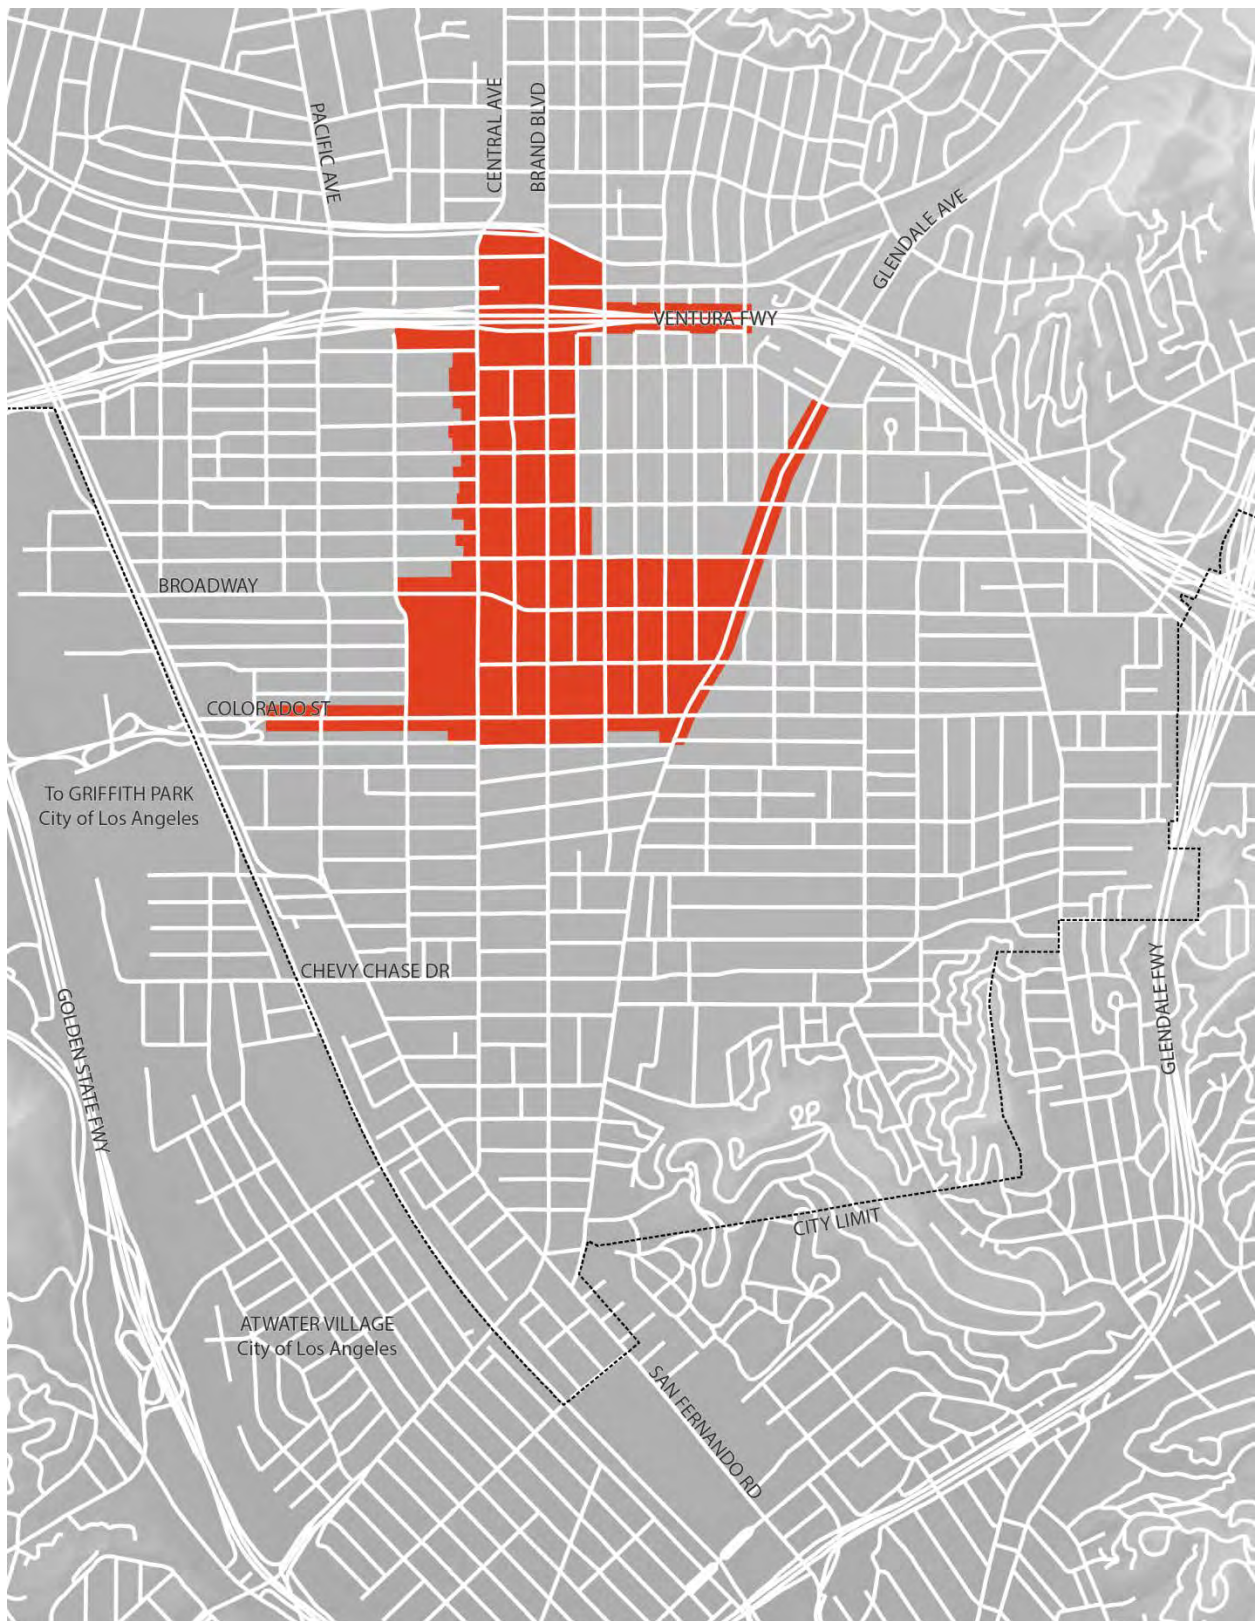 PACIFIC AVE
CENTRAL AVE
BRAND BLVD
GLENDALE AVE
VENTURA FWY
BROADWAY
COLORADO ST
To GRIFFITH PARK
City of Los Angeles
CHEVY CHASE DR
GOLDEN STATE FWY
GLENDALE FWY
CITY LIMIT
ATWATER VILLAGE
City of Los Angeles
SAN FERNANDO RD